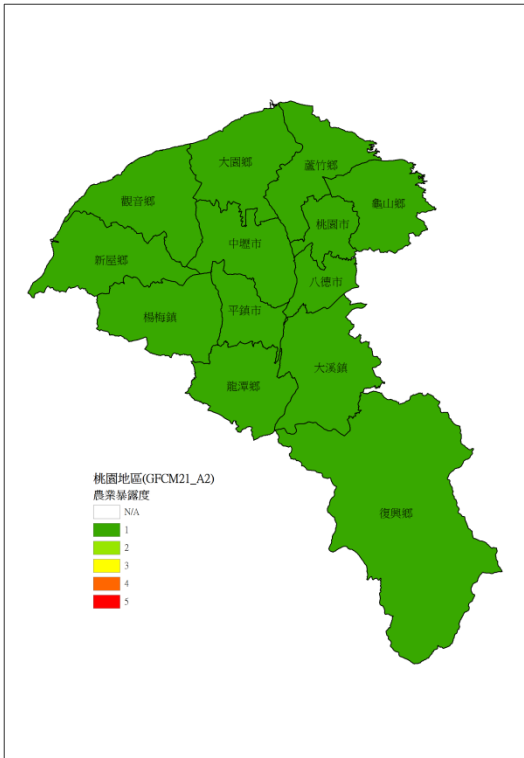 大園鄉
蘆竹鄉
觀音鄉
龜山鄉
桃園市
中壢市
新屋鄉
八德市
楊梅鎮
平鎮市
大溪鎮
龍潭鄉
復興鄉
桃園地區(GFCM21_A2)
農業暴露度
N/A
1
2
3
4
5